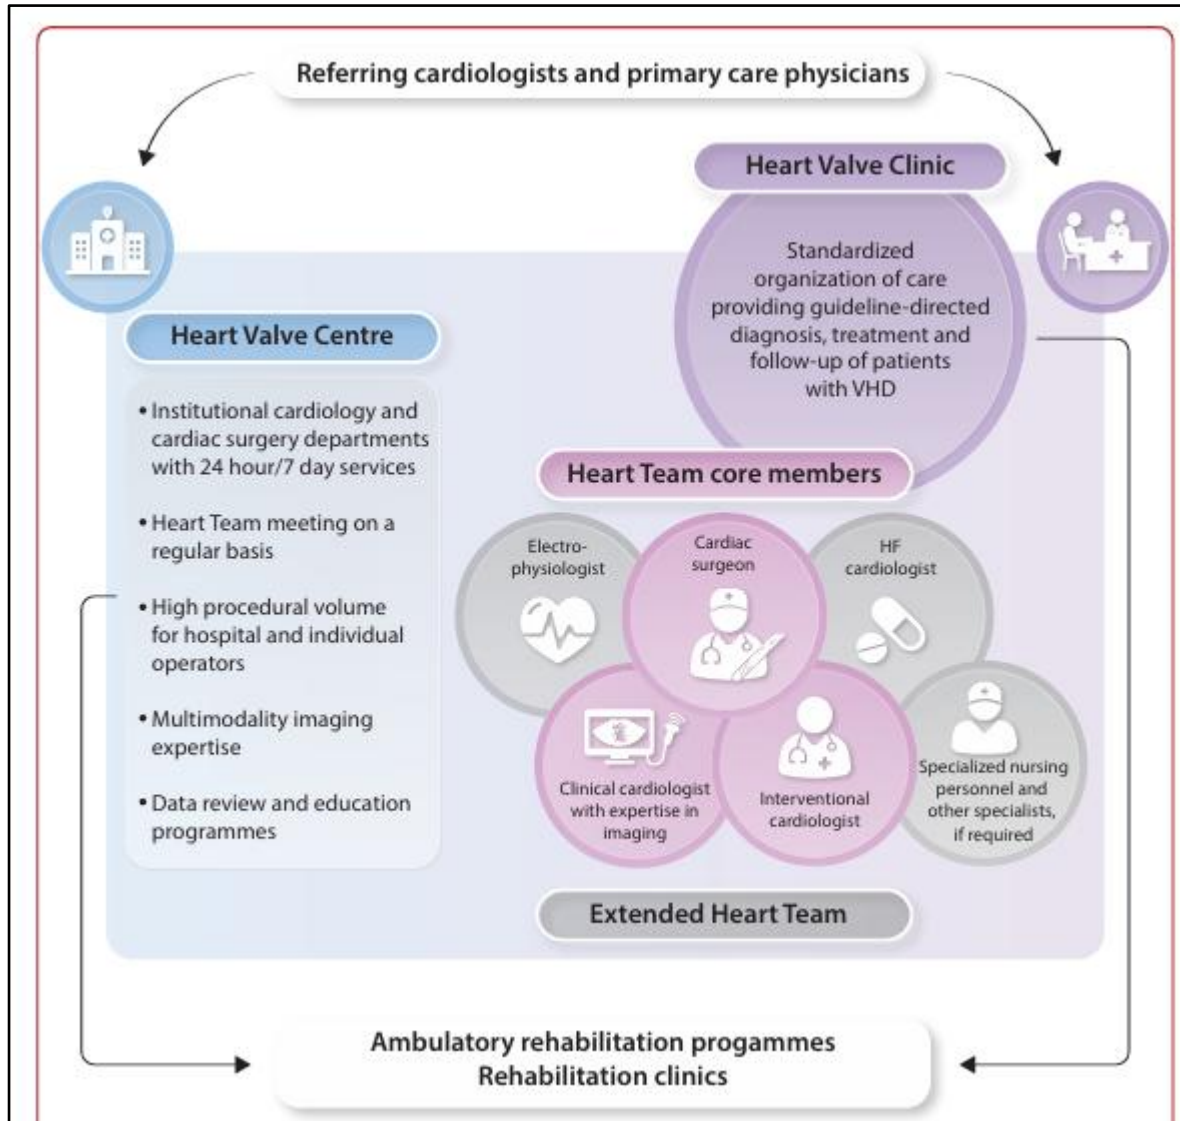 Referring cardiologists and primary care physicians
Heart Valve Clinic
Standardized
organization of care
providing guideline-directed
diagnosis, treatment and
follow-up of patients
with VHD
Heart Valve Centre
• Institutional cardiology and
cardiac surgery departments
with 24 hour/7 day services
• Heart Team meeting on a
regular basis
• High procedural volume
for hospital and individual
operators
• Multimodality imaging
expertise
• Data review and education
programmes
Heart Team core members
Electro-
physiologist
Cardiac
surgeon
HF
cardiologist
Clinical cardiologist
with expertise in
imaging
Interventional
cardiologist
Specialized nursing
personnel and
other specialists,
if required
Extended Heart Team
Ambulatory rehabilitation progammes
Rehabilitation clinics